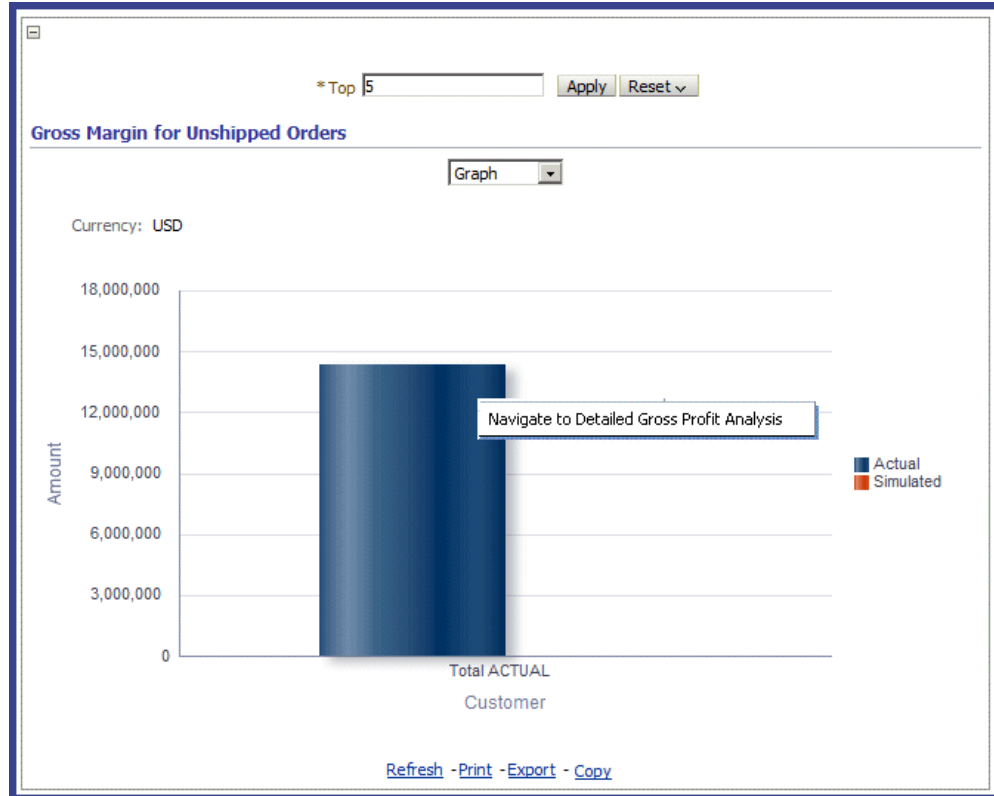 * Top 5 Apply Reset
Gross Margin for Unshipped Orders
Graph
Currency: USD
18,000,000
15,000,000
12,000,000
Navigate to Detailed Gross Profit Analysis
Amount
9,000,000
Actual
Simulated
6,000,000
3,000,000
0
Total ACTUAL
Customer
Refresh - Print - Export - Copy